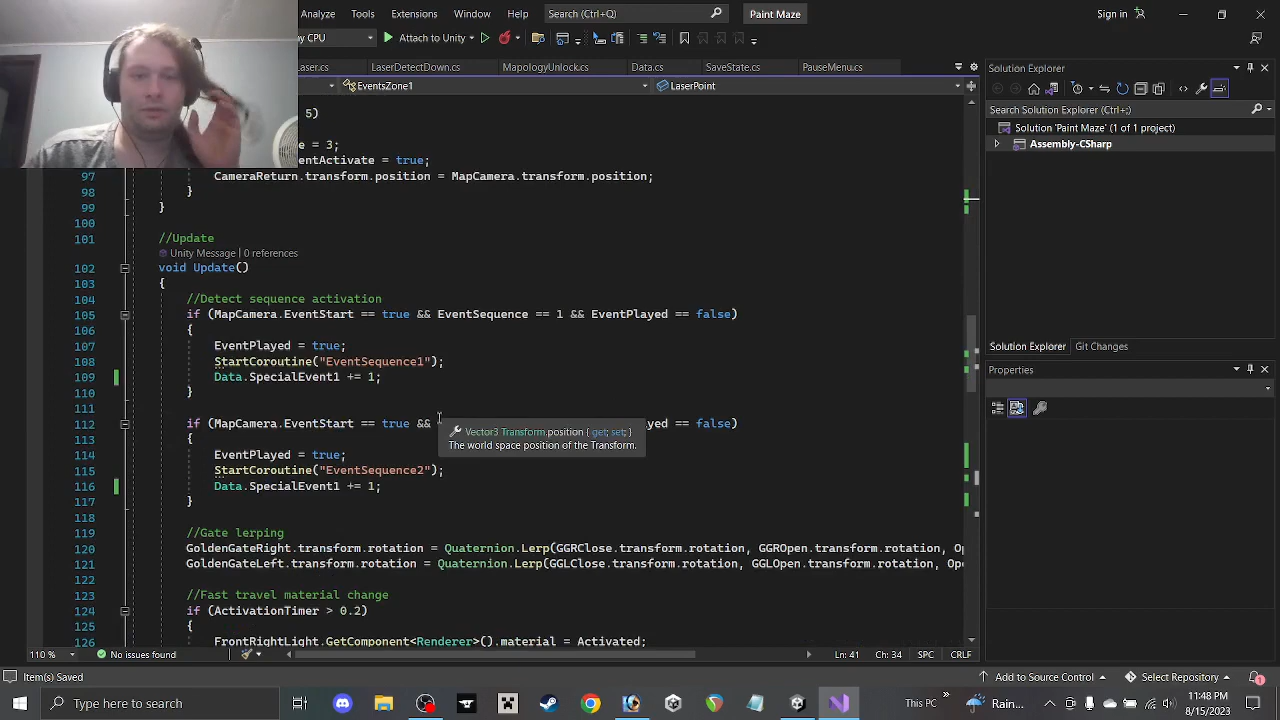 Analyze Tools Extensions Window Help Search (Ctrl+Q) Paint Maze Sign in
CPU Attach to Unity
aser.cs LaserDetectDown.cs MapologyUnlock.cs Data.cs SaveState.cs PauseMenu.cs
EventsZone1 LaserPoint
Solution Explorer
Search Solution Explorer (Ctrl+;)
Solution 'Paint Maze' (1 of 1 project)
Assembly-CSharp
Solution Explorer Git Changes
Properties
5)
e = 3;
entActivate = true;
97 CameraReturn.transform.position = MapCamera.transform.position;
98 }
99 }
100
101 //Update
Unity Message | 0 references
102 void Update()
103 {
104 //Detect sequence activation
105 if (MapCamera.EventStart == true && EventSequence == 1 && EventPlayed == false)
106 {
107 EventPlayed = true;
108 StartCoroutine("EventSequence1");
109 Data.SpecialEvent1 += 1;
110 }
111
112 if (MapCamera.EventStart == true && yed == false)
Vector3 Transform.position { get; set; }
The world space position of the Transform.
113 {
114 EventPlayed = true;
115 StartCoroutine("EventSequence2");
116 Data.SpecialEvent1 += 1;
117 }
118
119 //Gate lerping
120 GoldenGateRight.transform.rotation = Quaternion.Lerp(GGRClose.transform.rotation, GGROpen.transform.rotation, Op
121 GoldenGateLeft.transform.rotation = Quaternion.Lerp(GGLClose.transform.rotation, GGLOpen.transform.rotation, Ope
122
123 //Fast travel material change
124 if (ActivationTimer > 0.2)
125 {
126 FrontRightLight.GetComponent<Renderer>().material = Activated;
110 % No issues found Ln: 41 Ch: 34 SPC CRLF
Item(s) Saved Add to Source Control Select Repository 1
Type here to search This PC Rain... 11:48 PM
8/15/2023